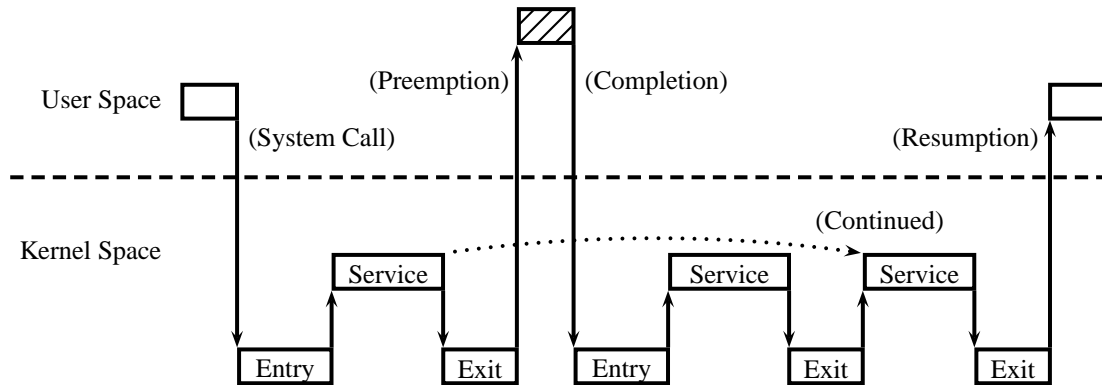 (Preemption)
(Completion)
User Space
(System Call)
(Resumption)
Kernel Space
(Continued)
Service
Service
Service
Entry
Exit
Entry
Exit
Exit